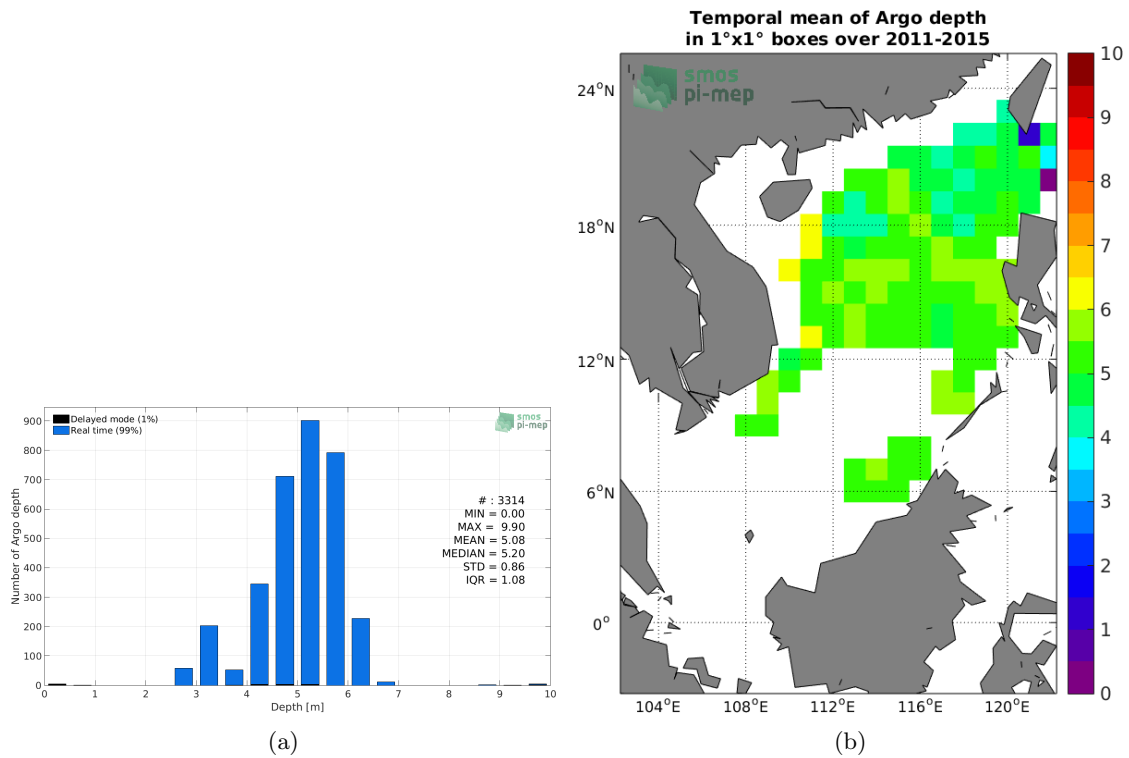 Temporal mean of Argo depth
in 1°x1° boxes over 2011-2015
smos
pi-mep
24°N
18°N
12°N
6°N
0°
104°E
108°E
112°E
116°E
120°E
10
9
8
7
6
5
4
3
2
1
0
Delayed mode (1%)
Real time (99%)
smos
pi-mep
Number of Argo depth
900
800
700
600
500
400
300
200
100
0
# : 3314
MIN = 0.00
MAX = 9.90
MEAN = 5.08
MEDIAN = 5.20
STD = 0.86
IQR = 1.08
0
1
2
3
4
5
6
7
8
9
10
Depth [m]
(a)
(b)